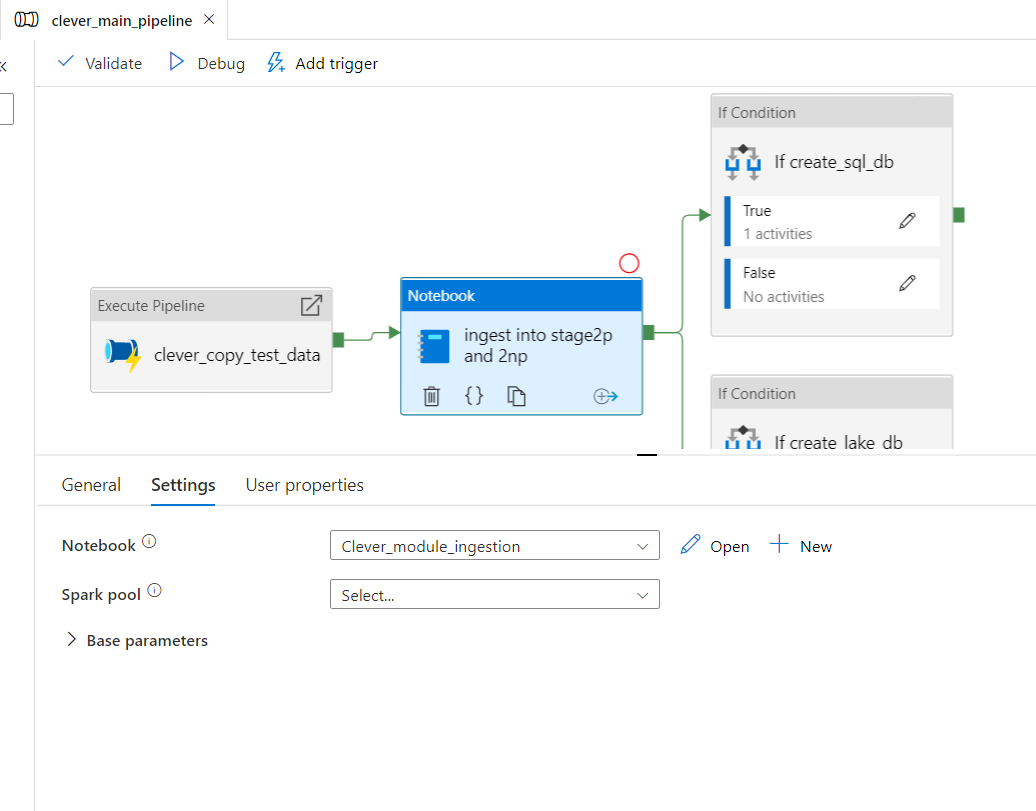 clever_main_pipeline
Validate
Debug
Add trigger
If Condition
If create_sql_db
True
1 activities
False
No activities
Execute Pipeline
clever_copy_test_data
Notebook
ingest into stage2p
and 2np
If Condition
If create_lake_db
General
Settings
User properties
Notebook
Clever_module_ingestion
Open
New
Spark pool
Select...
Base parameters